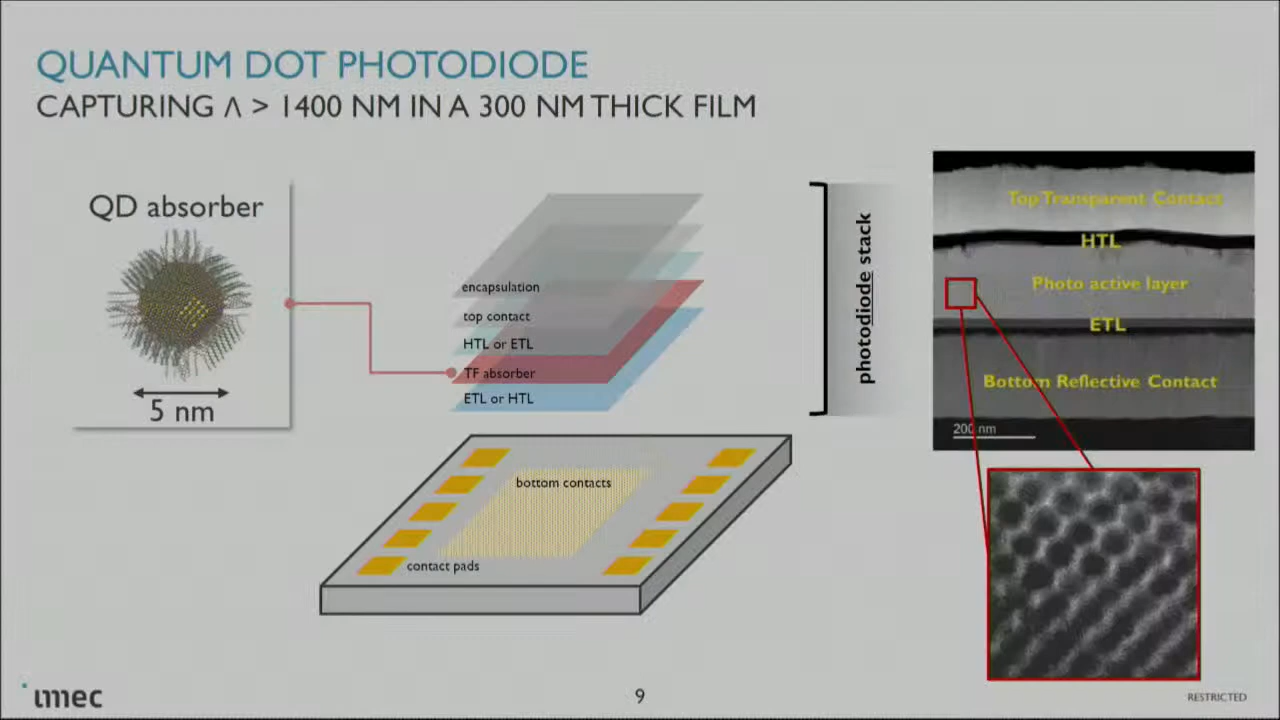 QUANTUM DOT PHOTODIODE
CAPTURING Λ > 1400 NM IN A 300 NM THICK FILM
QD absorber
5 nm
encapsulation
top contact
HTL or ETL
TF absorber
ETL or HTL
bottom contacts
contact pads
photodiode stack
Top Transparent Contact
HTL
Photo active layer
ETL
Bottom Reflective Contact
200 nm
imec
9
RESTRICTED